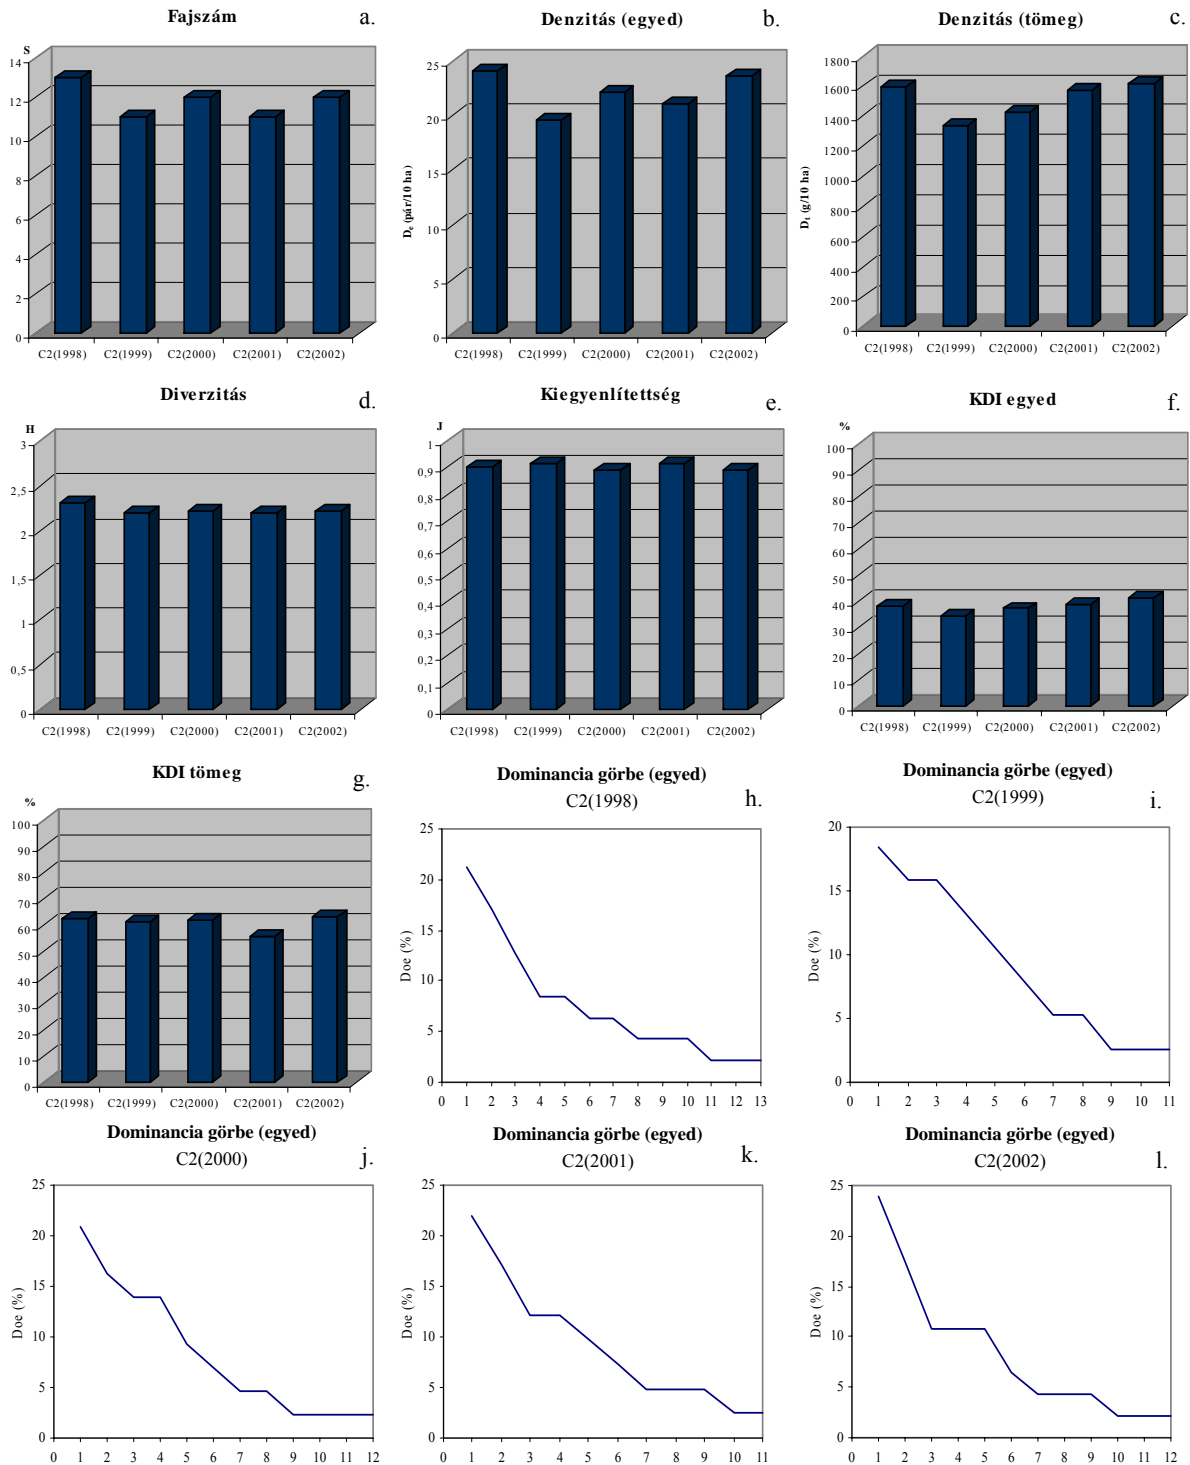 Fajszám a.
S
14
12
10
8
6
4
2
0
C2(1998) C2(1999) C2(2000) C2(2001) C2(2002)
Denzitás (egyed) b.
Dₑ (pár/10 ha)
25
20
15
10
5
0
C2(1998) C2(1999) C2(2000) C2(2001) C2(2002)
Denzitás (tömeg) c.
Dₜ (g/10 ha)
1800
1600
1400
1200
1000
800
600
400
200
0
C2(1998) C2(1999) C2(2000) C2(2001) C2(2002)
Diverzitás d.
H
3
2,5
2
1,5
1
0,5
0
C2(1998) C2(1999) C2(2000) C2(2001) C2(2002)
Kiegyenlítettség e.
J
1
0,9
0,8
0,7
0,6
0,5
0,4
0,3
0,2
0,1
0
C2(1998) C2(1999) C2(2000) C2(2001) C2(2002)
KDI egyed f.
%
100
90
80
70
60
50
40
30
20
10
0
C2(1998) C2(1999) C2(2000) C2(2001) C2(2002)
KDI tömeg g.
%
100
90
80
70
60
50
40
30
20
10
0
C2(1998) C2(1999) C2(2000) C2(2001) C2(2002)
Dominancia görbe (egyed)
C2(1998) h.
Doe (%)
25
20
15
10
5
0
0 1 2 3 4 5 6 7 8 9 10 11 12 13
Dominancia görbe (egyed)
C2(1999) i.
Doe (%)
20
15
10
5
0
0 1 2 3 4 5 6 7 8 9 10 11
Dominancia görbe (egyed)
C2(2000) j.
Doe (%)
25
20
15
10
5
0
0 1 2 3 4 5 6 7 8 9 10 11 12
Dominancia görbe (egyed)
C2(2001) k.
Doe (%)
25
20
15
10
5
0
0 1 2 3 4 5 6 7 8 9 10 11
Dominancia görbe (egyed)
C2(2002) l.
Doe (%)
25
20
15
10
5
0
0 1 2 3 4 5 6 7 8 9 10 11 12